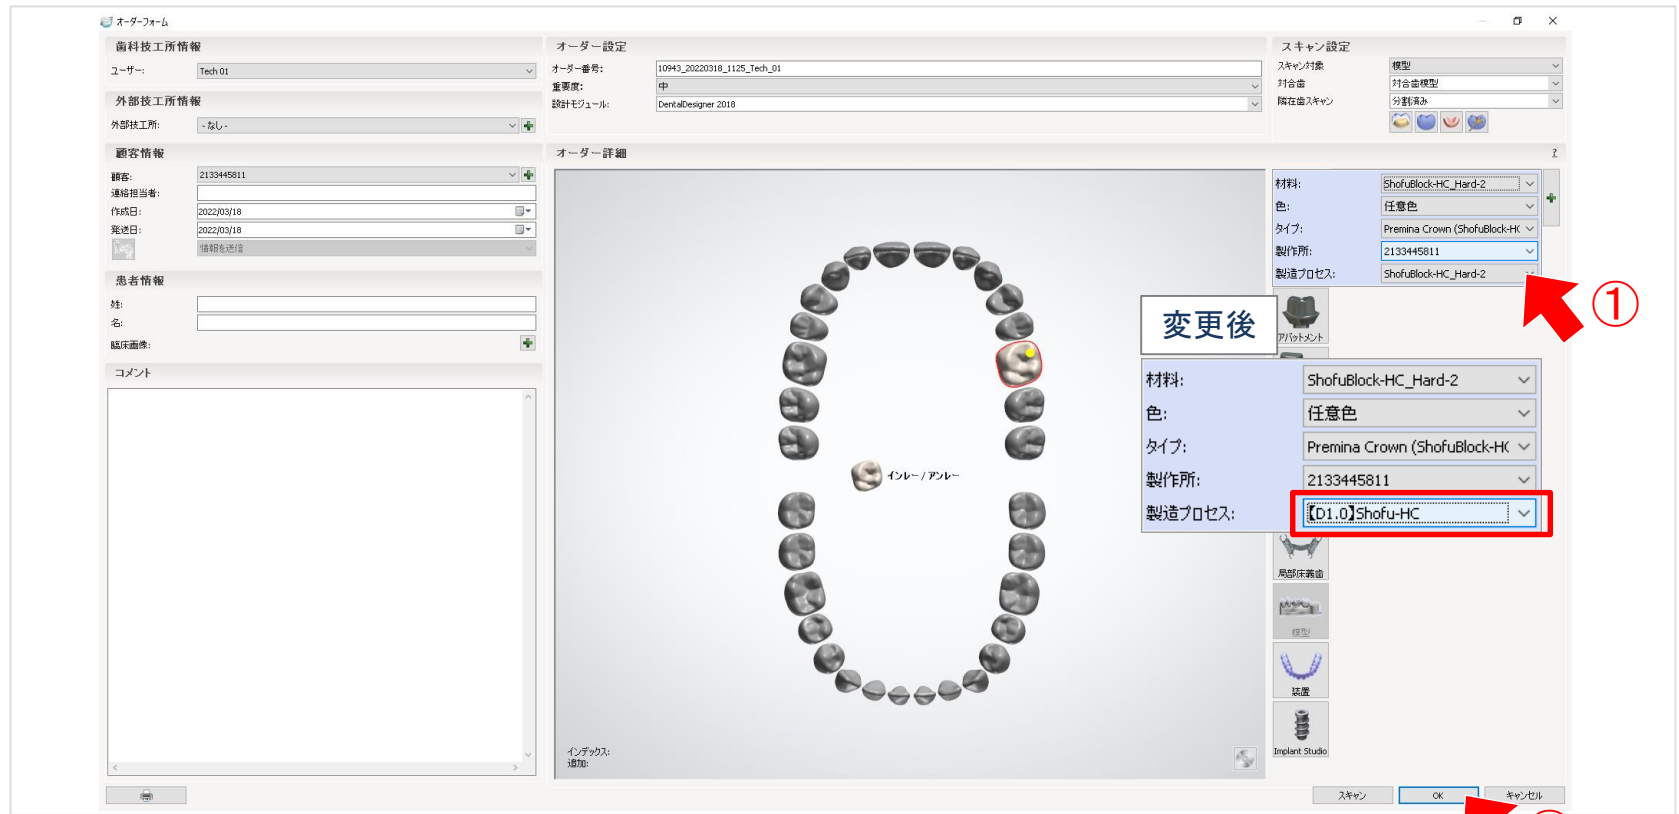 オーダーフォーム
歯科技工所情報
ユーザー: Tech 01
外部技工所情報
外部技工所: - なし -
顧客情報
顧客: 2133445811
連絡担当者:
作成日: 2022/03/18
発送日: 2022/03/18
情報を送信
患者情報
姓:
名:
臨床画像:
コメント
オーダー設定
オーダー番号: 10943_20220318_1125_Tech_01
重要度: 中
設計モジュール: DentalDesigner 2018
スキャン設定
スキャン対象 模型
対合歯 対合歯模型
隣在歯スキャン 分割済み
オーダー詳細
?
インレー / アンレー
インデックス:
追加:
材料: ShofuBlock-HC_Hard-2
色: 任意色
タイプ: Premina Crown (ShofuBlock-H(
製作所: 2133445811
製造プロセス: ShofuBlock-HC_Hard-2
①
アバットメント
変更後
材料: ShofuBlock-HC_Hard-2
色: 任意色
タイプ: Premina Crown (ShofuBlock-H(
製作所: 2133445811
製造プロセス: 【D1.0】Shofu-HC
局部床義歯
模型
装置
Implant Studio
スキャン OK キャンセル